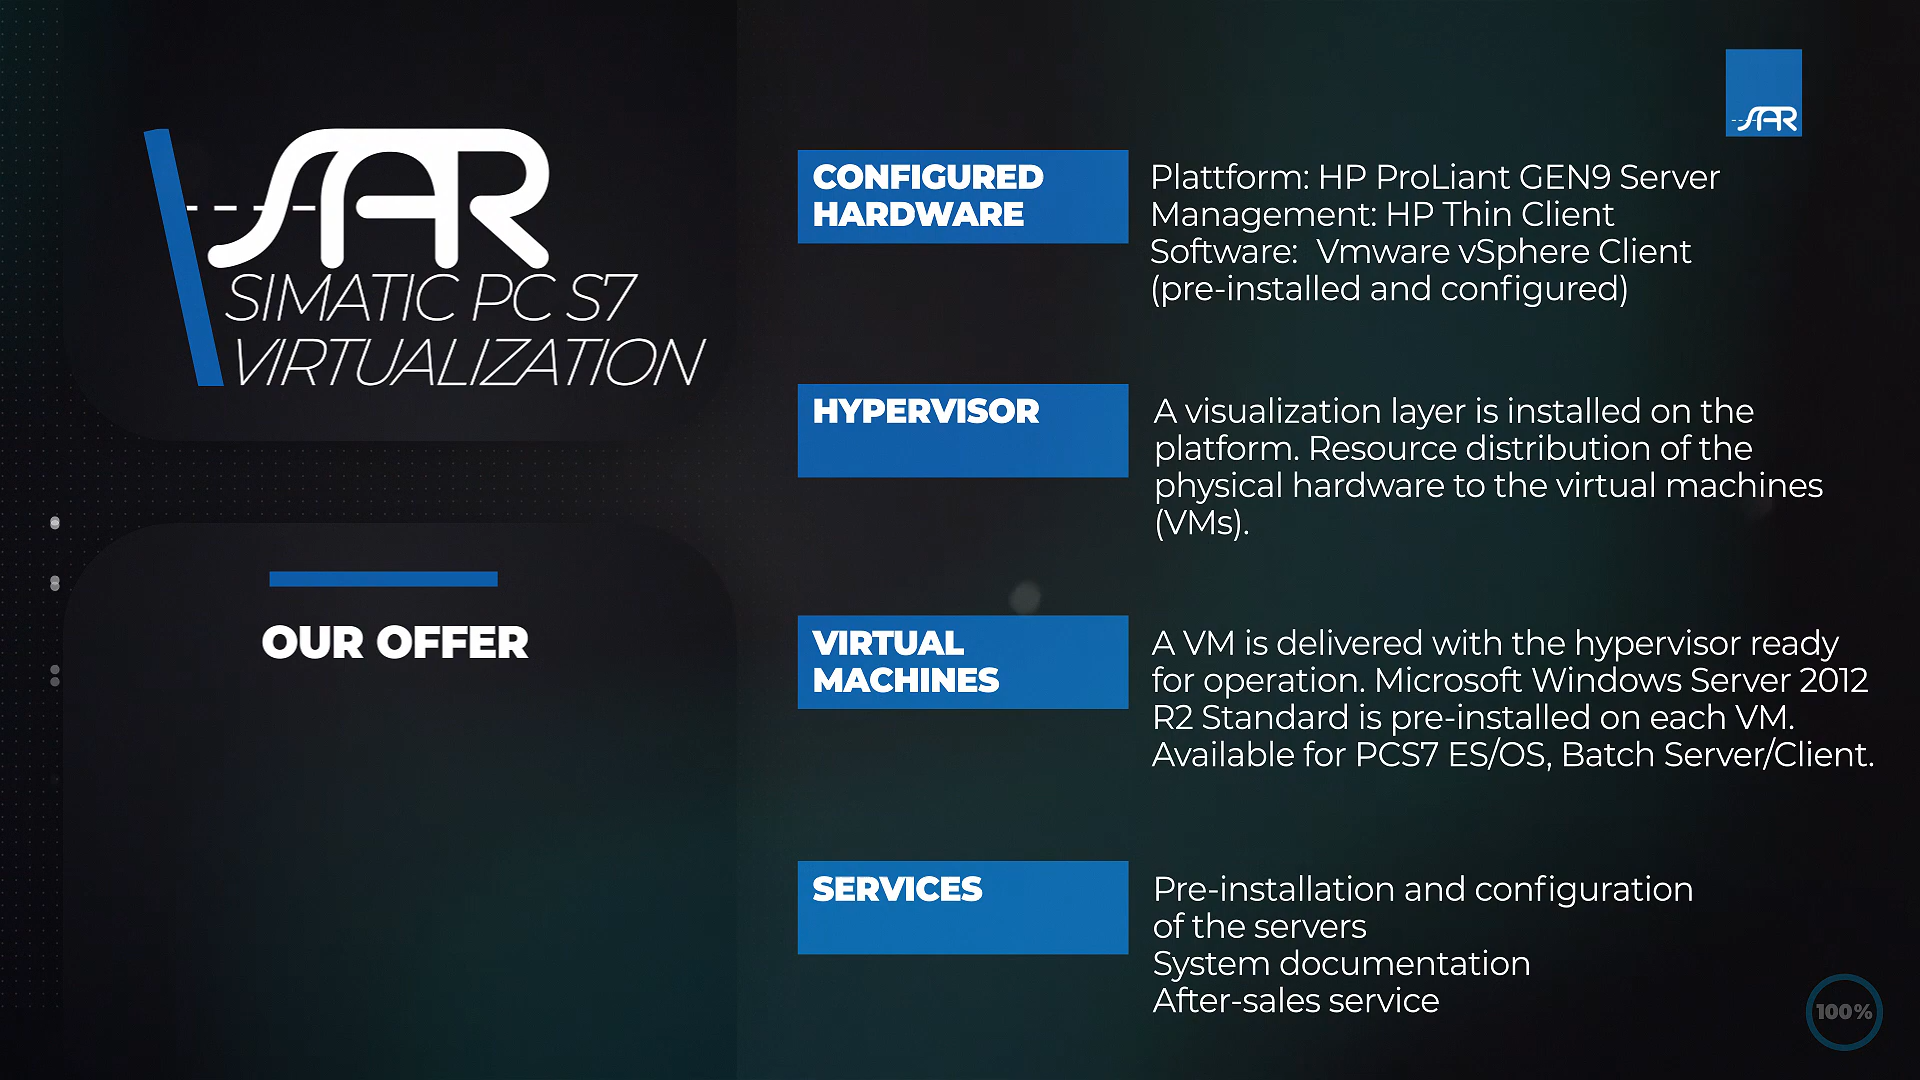 SAR
SIMATIC PC S7
VIRTUALIZATION
OUR OFFER
SAR
CONFIGURED
HARDWARE
Plattform: HP ProLiant GEN9 Server
Management: HP Thin Client
Software: Vmware vSphere Client
(pre-installed and configured)
HYPERVISOR
A visualization layer is installed on the
platform. Resource distribution of the
physical hardware to the virtual machines
(VMs).
VIRTUAL
MACHINES
A VM is delivered with the hypervisor ready
for operation. Microsoft Windows Server 2012
R2 Standard is pre-installed on each VM.
Available for PCS7 ES/OS, Batch Server/Client.
SERVICES
Pre-installation and configuration
of the servers
System documentation
After-sales service
100%